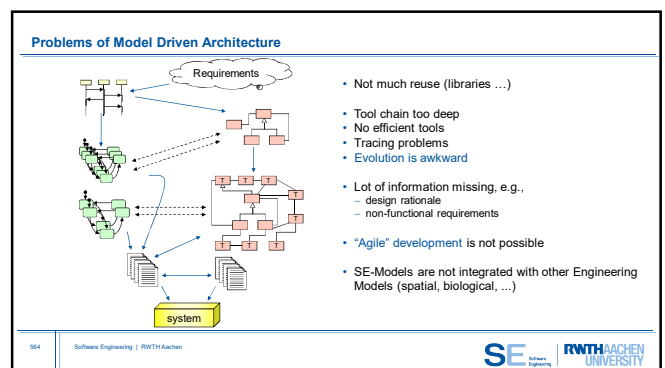 Problems of Model Driven Architecture
Requirements
T T T
T
T
T T T
system
• Not much reuse (libraries …)
• Tool chain too deep
• No efficient tools
• Tracing problems
• Evolution is awkward
• Lot of information missing, e.g.,
– design rationale
– non-functional requirements
• “Agile” development is not possible
• SE-Models are not integrated with other Engineering
Models (spatial, biological, ...)
564
Software Engineering | RWTH Aachen
SE Software
Engineering
RWTH AACHEN
UNIVERSITY